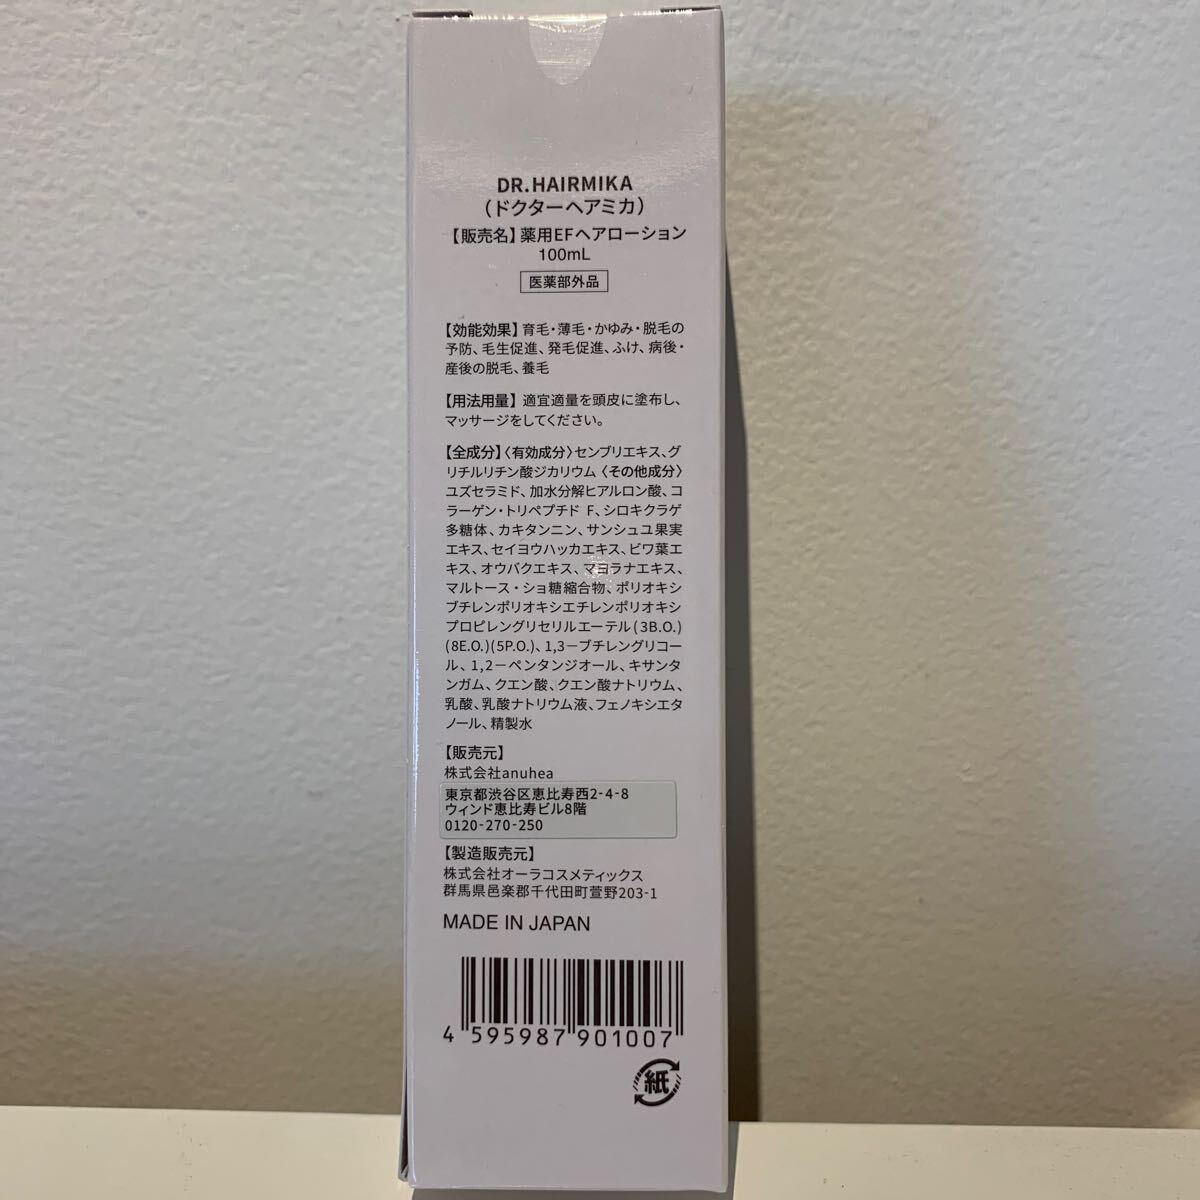 DR.HAIRMIKA
（ドクターヘアミカ）
【販売名】薬用EFヘアローション
100mL
医薬部外品
【効能効果】育毛・薄毛・かゆみ・脱毛の
予防、毛生促進、発毛促進、ふけ、病後・
産後の脱毛、養毛
【用法用量】適宜適量を頭皮に塗布し、
マッサージをしてください。
【全成分】〈有効成分〉センブリエキス、グ
リチルリチン酸ジカリウム〈その他成分〉
ユズセラミド、加水分解ヒアルロン酸、コ
ラーゲン・トリペプチド F、シロキクラゲ
多糖体、カキタンニン、サンシュユ果実
エキス、セイヨウハッカエキス、ビワ葉エ
キス、オウバクエキス、マヨラナエキス、
マルトース・ショ糖縮合物、ポリオキシ
ブチレンポリオキシエチレンポリオキシ
プロピレングリセリルエーテル(3B.O.)
(8E.O.)(5P.O.)、1,3－ブチレングリコー
ル、1,2－ペンタンジオール、キサンタ
ンガム、クエン酸、クエン酸ナトリウム、
乳酸、乳酸ナトリウム液、フェノキシエタ
ノール、精製水
【販売元】
株式会社anuhea
東京都渋谷区恵比寿西2-4-8
ウィンド恵比寿ビル8階
0120-270-250
【製造販売元】
株式会社オーラコスメティックス
群馬県邑楽郡千代田町萱野203-1
MADE IN JAPAN
4 595987 901007
紙